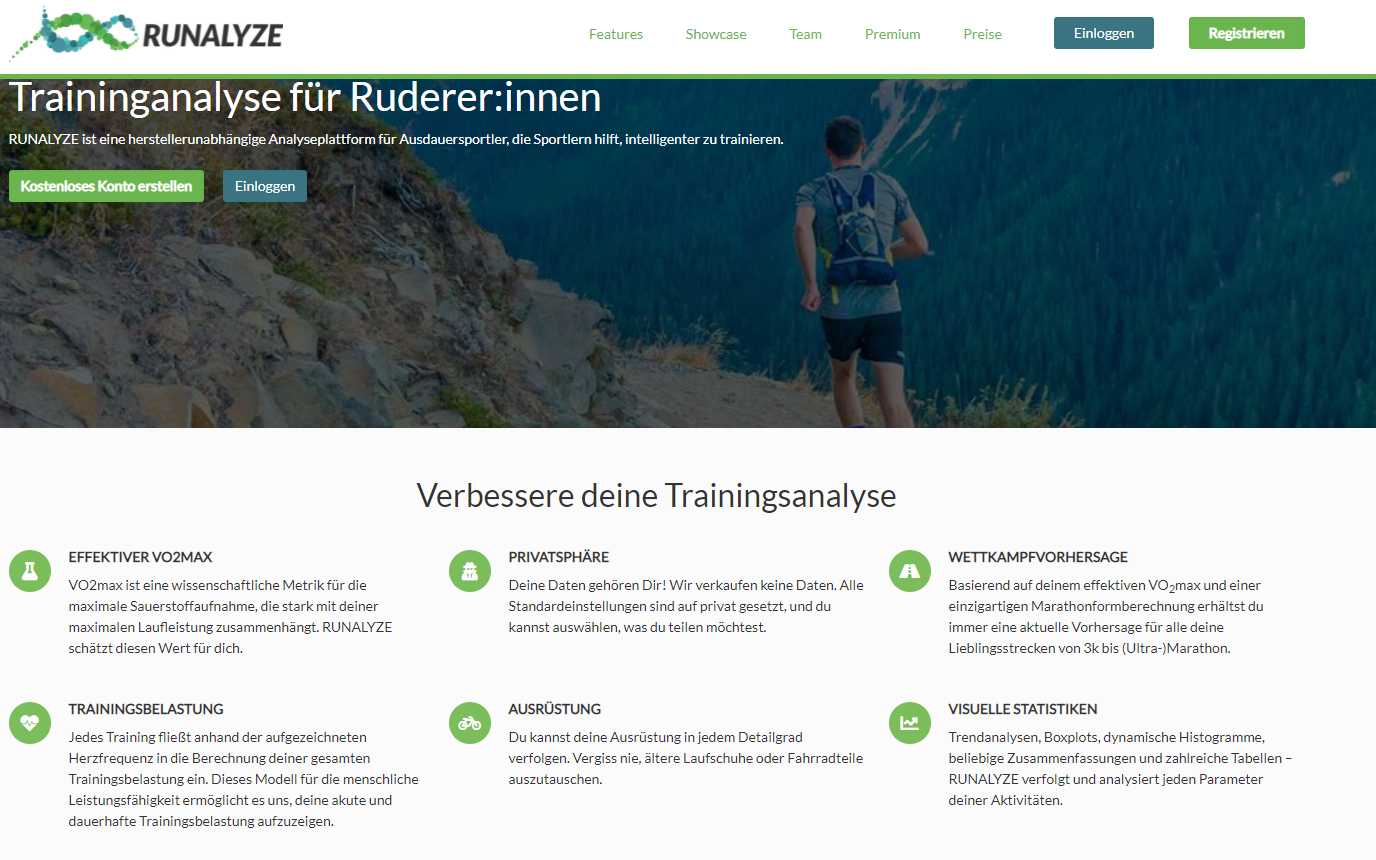 RUNALYZE
Features
Showcase
Team
Premium
Preise
Einloggen
Registrieren
Traininganalyse für Ruderer:innen
RUNALYZE ist eine herstellerunabhängige Analyseplattform für Ausdauersportler, die Sportlern hilft, intelligenter zu trainieren.
Kostenloses Konto erstellen
Einloggen
Verbessere deine Trainingsanalyse
EFFEKTIVER VO2MAX
VO2max ist eine wissenschaftliche Metrik für die
maximale Sauerstoffaufnahme, die stark mit deiner
maximalen Laufleistung zusammenhängt. RUNALYZE
schätzt diesen Wert für dich.
PRIVATSPHÄRE
Deine Daten gehören Dir! Wir verkaufen keine Daten. Alle
Standardeinstellungen sind auf privat gesetzt, und du
kannst auswählen, was du teilen möchtest.
WETTKAMPFVORHERSAGE
Basierend auf deinem effektiven VO2max und einer
einzigartigen Marathonformberechnung erhältst du
immer eine aktuelle Vorhersage für alle deine
Lieblingsstrecken von 3k bis (Ultra-)Marathon.
TRAININGSBELASTUNG
Jedes Training fließt anhand der aufgezeichneten
Herzfrequenz in die Berechnung deiner gesamten
Trainingsbelastung ein. Dieses Modell für die menschliche
Leistungsfähigkeit ermöglicht es uns, deine akute und
dauerhafte Trainingsbelastung aufzuzeigen.
AUSRÜSTUNG
Du kannst deine Ausrüstung in jedem Detailgrad
verfolgen. Vergiss nie, ältere Laufschuhe oder Fahrradteile
auszutauschen.
VISUELLE STATISTIKEN
Trendanalysen, Boxplots, dynamische Histogramme,
beliebige Zusammenfassungen und zahlreiche Tabellen –
RUNALYZE verfolgt und analysiert jeden Parameter
deiner Aktivitäten.